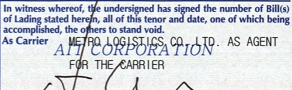 In witness whereof, the undersigned has signed the number of Bill(s)
of Lading stated herein, all of this tenor and date, one of which being
accomplished, the others to stand void.
As Carrier METRO LOGISTICS CO., LTD. AS AGENT
AIT CORPORATION
FOR THE CARRIER